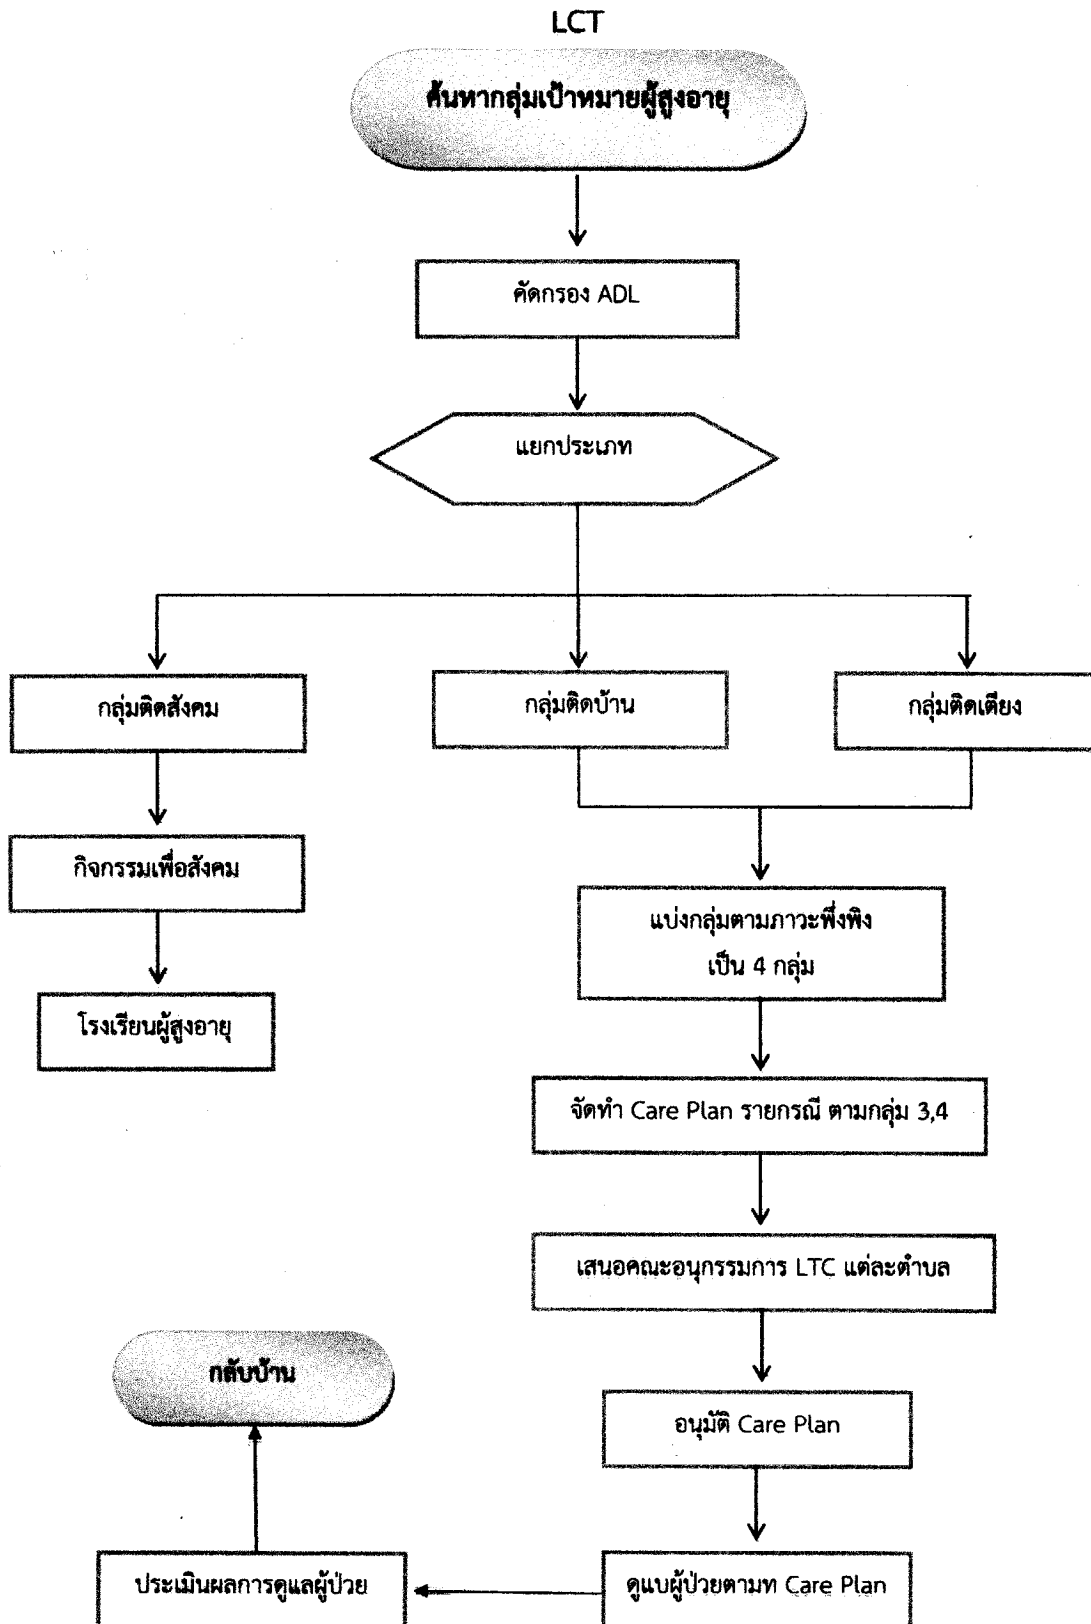 LCT
ค้นหากลุ่มเป้าหมายผู้สูงอายุ
คัดกรอง ADL
แยกประเภท
กลุ่มติดสังคม
กลุ่มติดบ้าน
กลุ่มติดเตียง
กิจกรรมเพื่อสังคม
แบ่งกลุ่มตามภาวะพึ่งพิง
เป็น 4 กลุ่ม
โรงเรียนผู้สูงอายุ
จัดทำ Care Plan รายกรณี ตามกลุ่ม 3,4
เสนอคณะอนุกรรมการ LTC แต่ละตำบล
กลับบ้าน
อนุมัติ Care Plan
ประเมินผลการดูแลผู้ป่วย
ดูแบผู้ป่วยตามท Care Plan